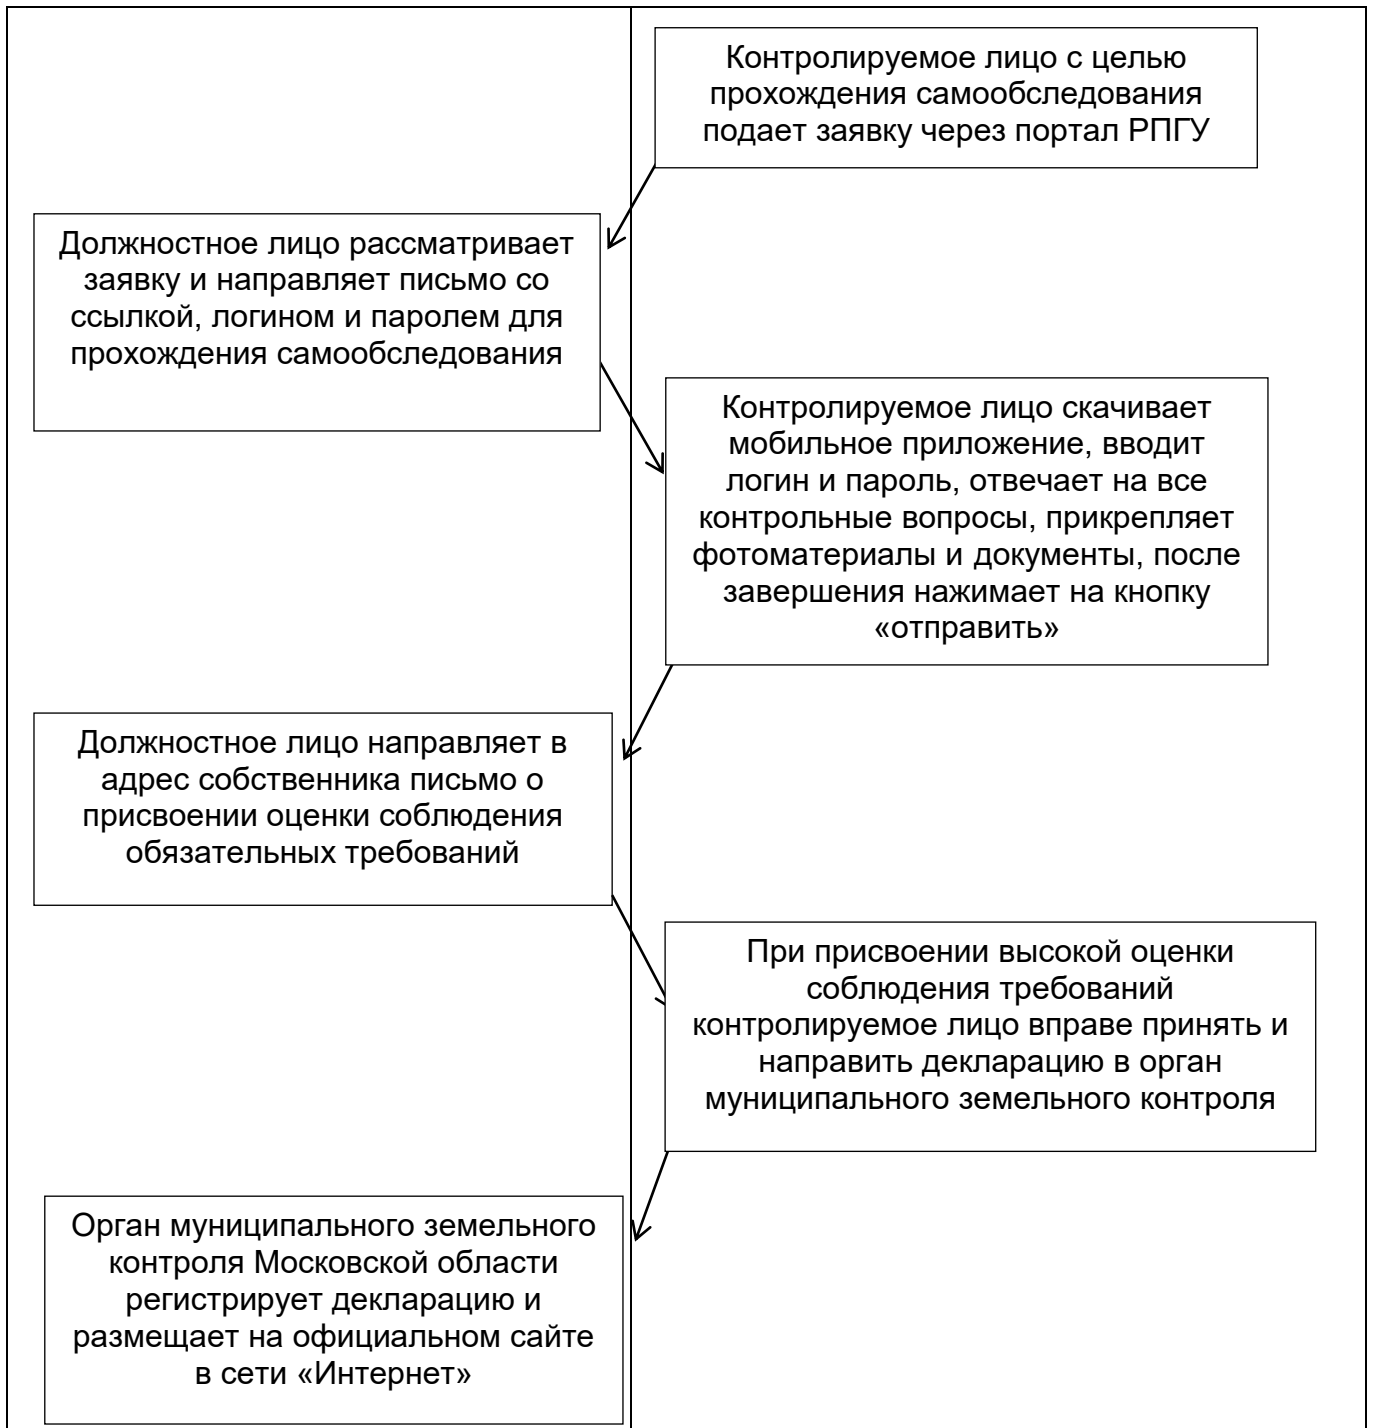 Контролируемое лицо с целью
прохождения самообследования
подает заявку через портал РПГУ
Должностное лицо рассматривает
заявку и направляет письмо со
ссылкой, логином и паролем для
прохождения самообследования
Контролируемое лицо скачивает
мобильное приложение, вводит
логин и пароль, отвечает на все
контрольные вопросы, прикрепляет
фотоматериалы и документы, после
завершения нажимает на кнопку
«отправить»
Должностное лицо направляет в
адрес собственника письмо о
присвоении оценки соблюдения
обязательных требований
При присвоении высокой оценки
соблюдения требований
контролируемое лицо вправе принять и
направить декларацию в орган
муниципального земельного контроля
Орган муниципального земельного
контроля Московской области
регистрирует декларацию и
размещает на официальном сайте
в сети «Интернет»